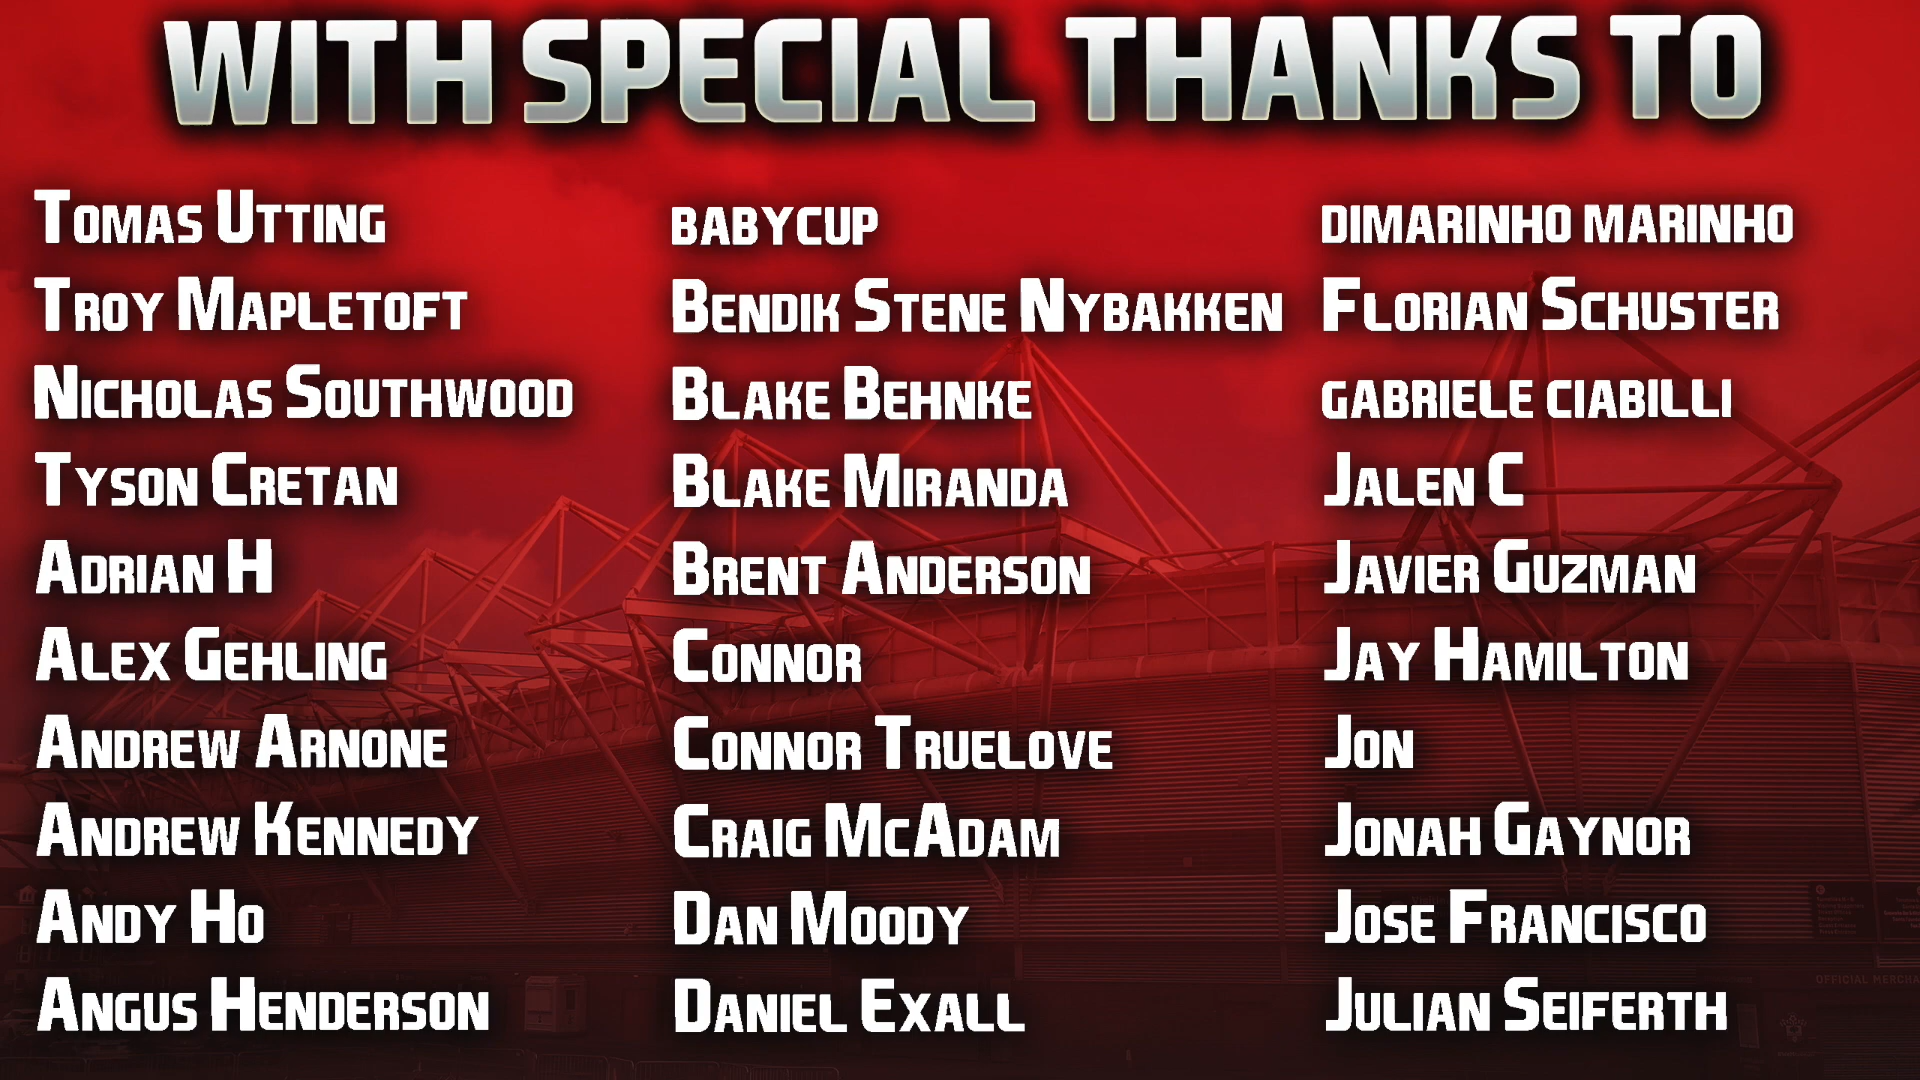 WITH SPECIAL THANKS TO
Tomas Utting
Troy Mapletoft
Nicholas Southwood
Tyson Cretan
Adrian H
Alex Gehling
Andrew Arnone
Andrew Kennedy
Andy Ho
Angus Henderson
babycup
Bendik Stene Nybakken
Blake Behnke
Blake Miranda
Brent Anderson
Connor
Connor Truelove
Craig McAdam
Dan Moody
Daniel Exall
dimarinho marinho
Florian Schuster
gabriele ciabilli
Jalen C
Javier Guzman
Jay Hamilton
Jon
Jonah Gaynor
Jose Francisco
Julian Seiferth
OFFICIAL MERCHA